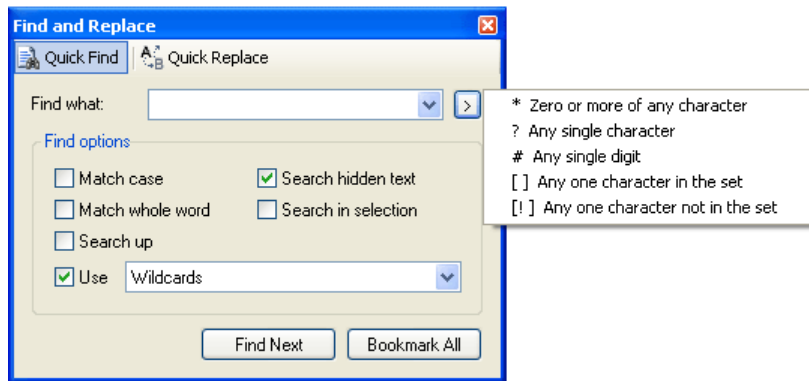 Find and Replace
Quick Find
A B Quick Replace
Find what:
>
* Zero or more of any character
? Any single character
# Any single digit
[ ] Any one character in the set
[! ] Any one character not in the set
Find options
Match case
Search hidden text
Match whole word
Search in selection
Search up
Use Wildcards
Find Next
Bookmark All